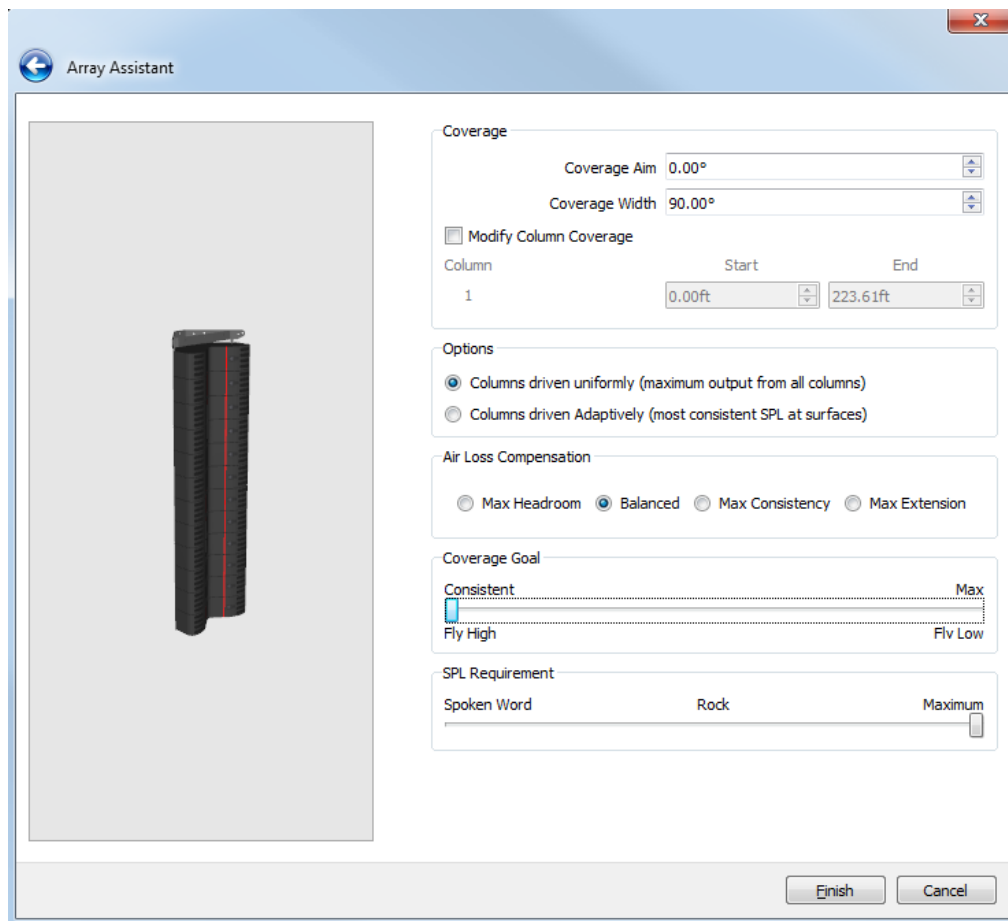 Array Assistant
Coverage
Coverage Aim 0.00°
Coverage Width 90.00°
Modify Column Coverage
Column Start End
1 0.00ft 223.61ft
Options
Columns driven uniformly (maximum output from all columns)
Columns driven Adaptively (most consistent SPL at surfaces)
Air Loss Compensation
Max Headroom Balanced Max Consistency Max Extension
Coverage Goal
Consistent Max
Fly High Fly Low
SPL Requirement
Spoken Word Rock Maximum
Finish Cancel